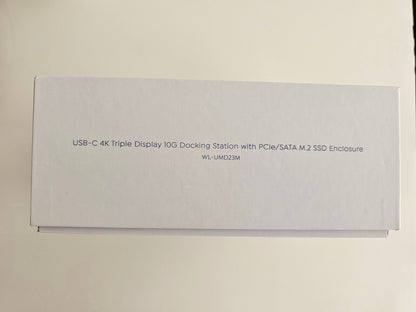 USB-C 4K Triple Display 10G Docking Station with PCIe/SATA M.2 SSD Enclosure
WL-UMD23M